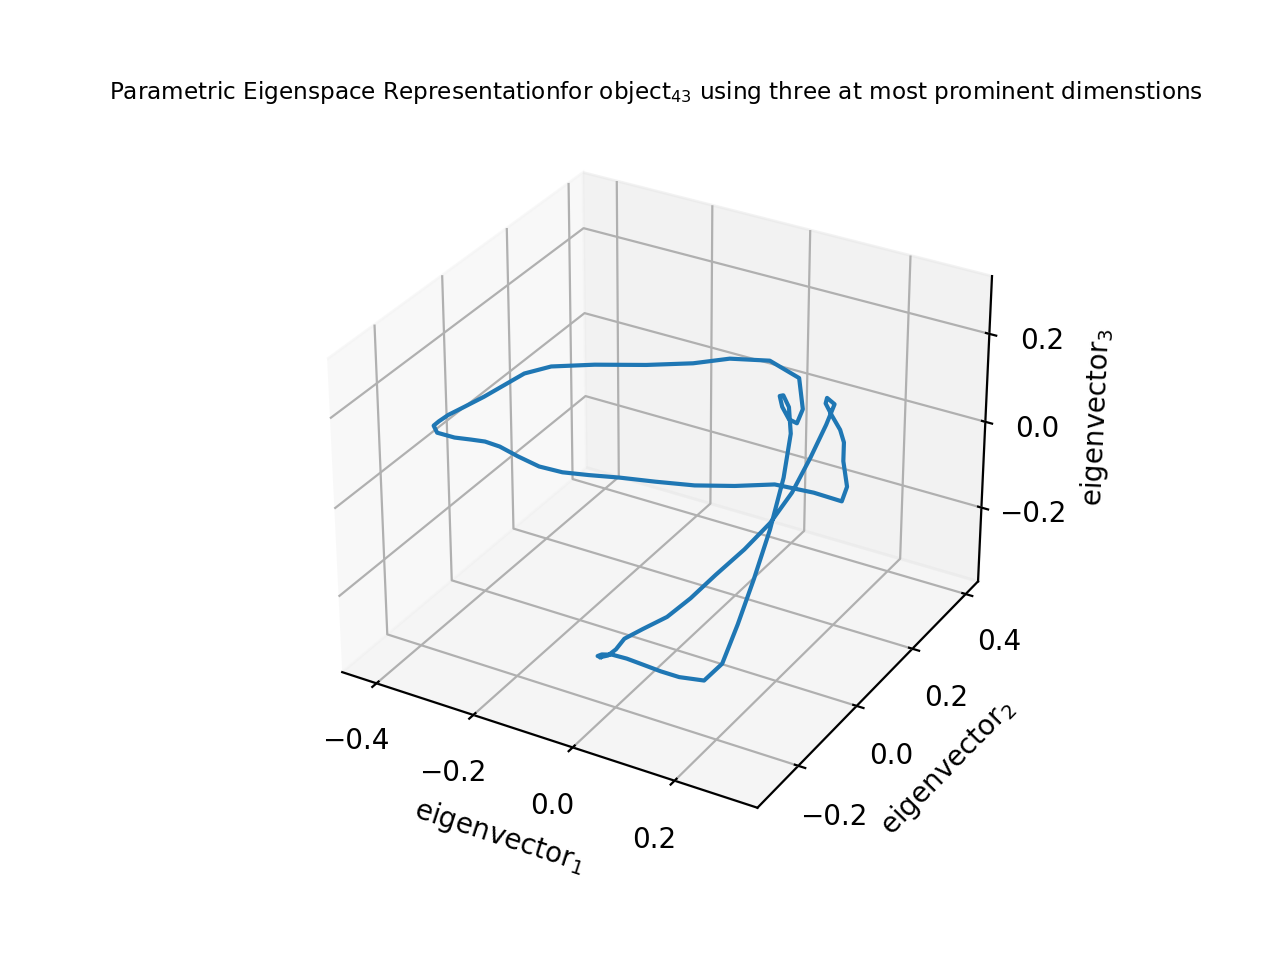 Parametric Eigenspace Representationfor object₄₃ using three at most prominent dimenstions
0.2
0.0
−0.2
eigenvector₃
0.4
0.2
0.0
−0.2
eigenvector₂
−0.4
−0.2
0.0
0.2
eigenvector₁